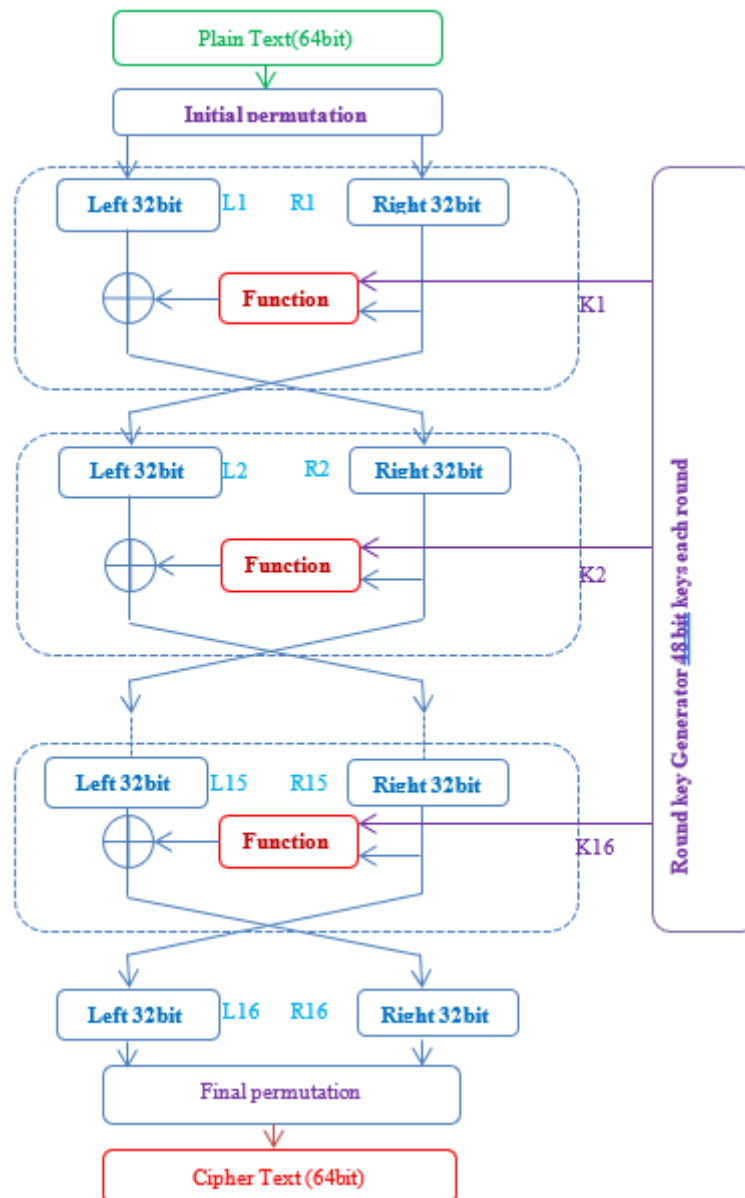 Plain Text(64bit)
Initial permutation
Left 32bit L1 R1 Right 32bit
Function
K1
Left 32bit L2 R2 Right 32bit
Function
K2
Left 32bit L15 R15 Right 32bit
Function
K16
Left 32bit L16 R16 Right 32bit
Final permutation
Cipher Text (64bit)
Round key Generator 48bit keys each round